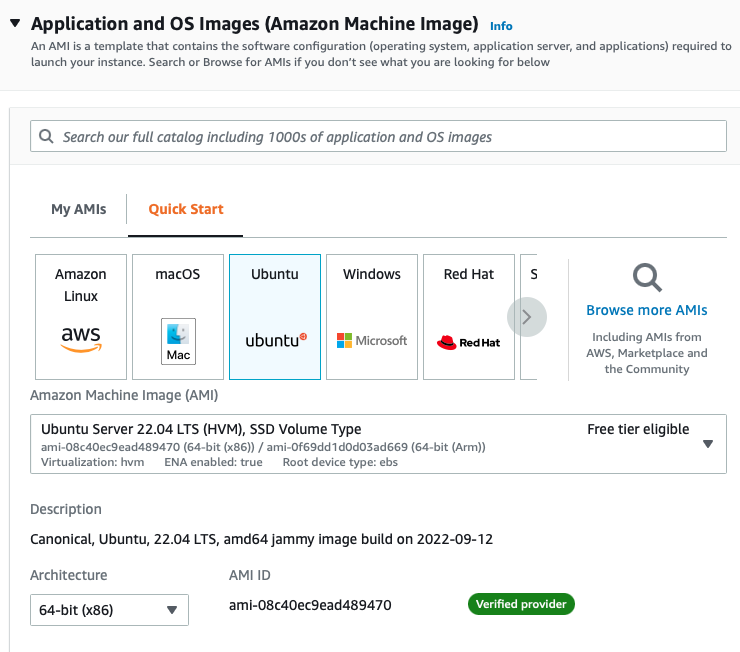 Application and OS Images (Amazon Machine Image) Info
An AMI is a template that contains the software configuration (operating system, application server, and applications) required to
launch your instance. Search or Browse for AMIs if you don't see what you are looking for below
Search our full catalog including 1000s of application and OS images
My AMIs
Quick Start
Amazon
Linux
aws
macOS
Mac
Ubuntu
ubuntu
Windows
Microsoft
Red Hat
Red Hat
S
Browse more AMIs
Including AMIs from
AWS, Marketplace and
the Community
Amazon Machine Image (AMI)
Ubuntu Server 22.04 LTS (HVM), SSD Volume Type
Free tier eligible
ami-08c40ec9ead489470 (64-bit (x86)) / ami-0f69dd1d0d03ad669 (64-bit (Arm))
Virtualization: hvm ENA enabled: true Root device type: ebs
Description
Canonical, Ubuntu, 22.04 LTS, amd64 jammy image build on 2022-09-12
Architecture
64-bit (x86)
AMI ID
ami-08c40ec9ead489470
Verified provider